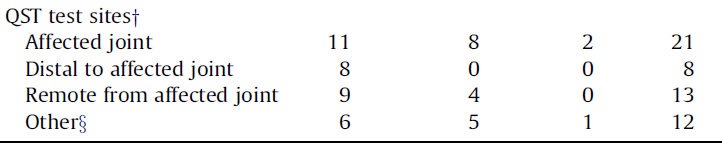 QST test sites†
Affected joint 11 8 2 21
Distal to affected joint 8 0 0 8
Remote from affected joint 9 4 0 13
Other§ 6 5 1 12